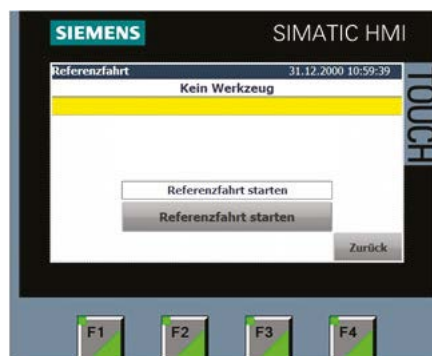 SIEMENS
SIMATIC HMI
TOUCH
Referenzfahrt 31.12.2000 10:59:39
Kein Werkzeug
Referenzfahrt starten
Referenzfahrt starten
Zurück
F1 F2 F3 F4